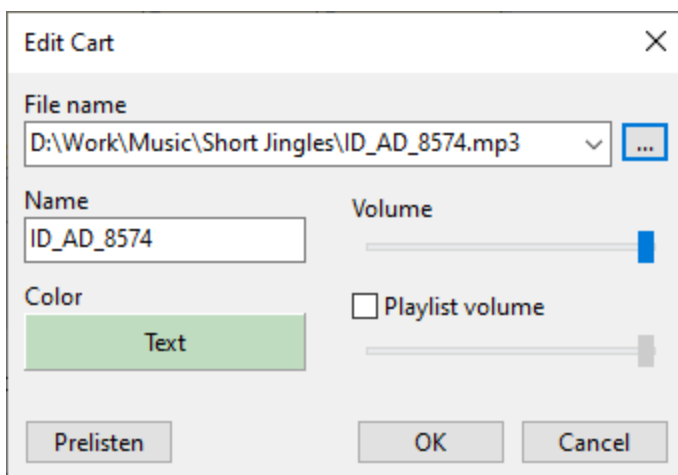 Edit Cart
File name
D:\Work\Music\Short Jingles\ID_AD_8574.mp3
...
Name
ID_AD_8574
Volume
Color
Text
Playlist volume
Prelisten
OK
Cancel